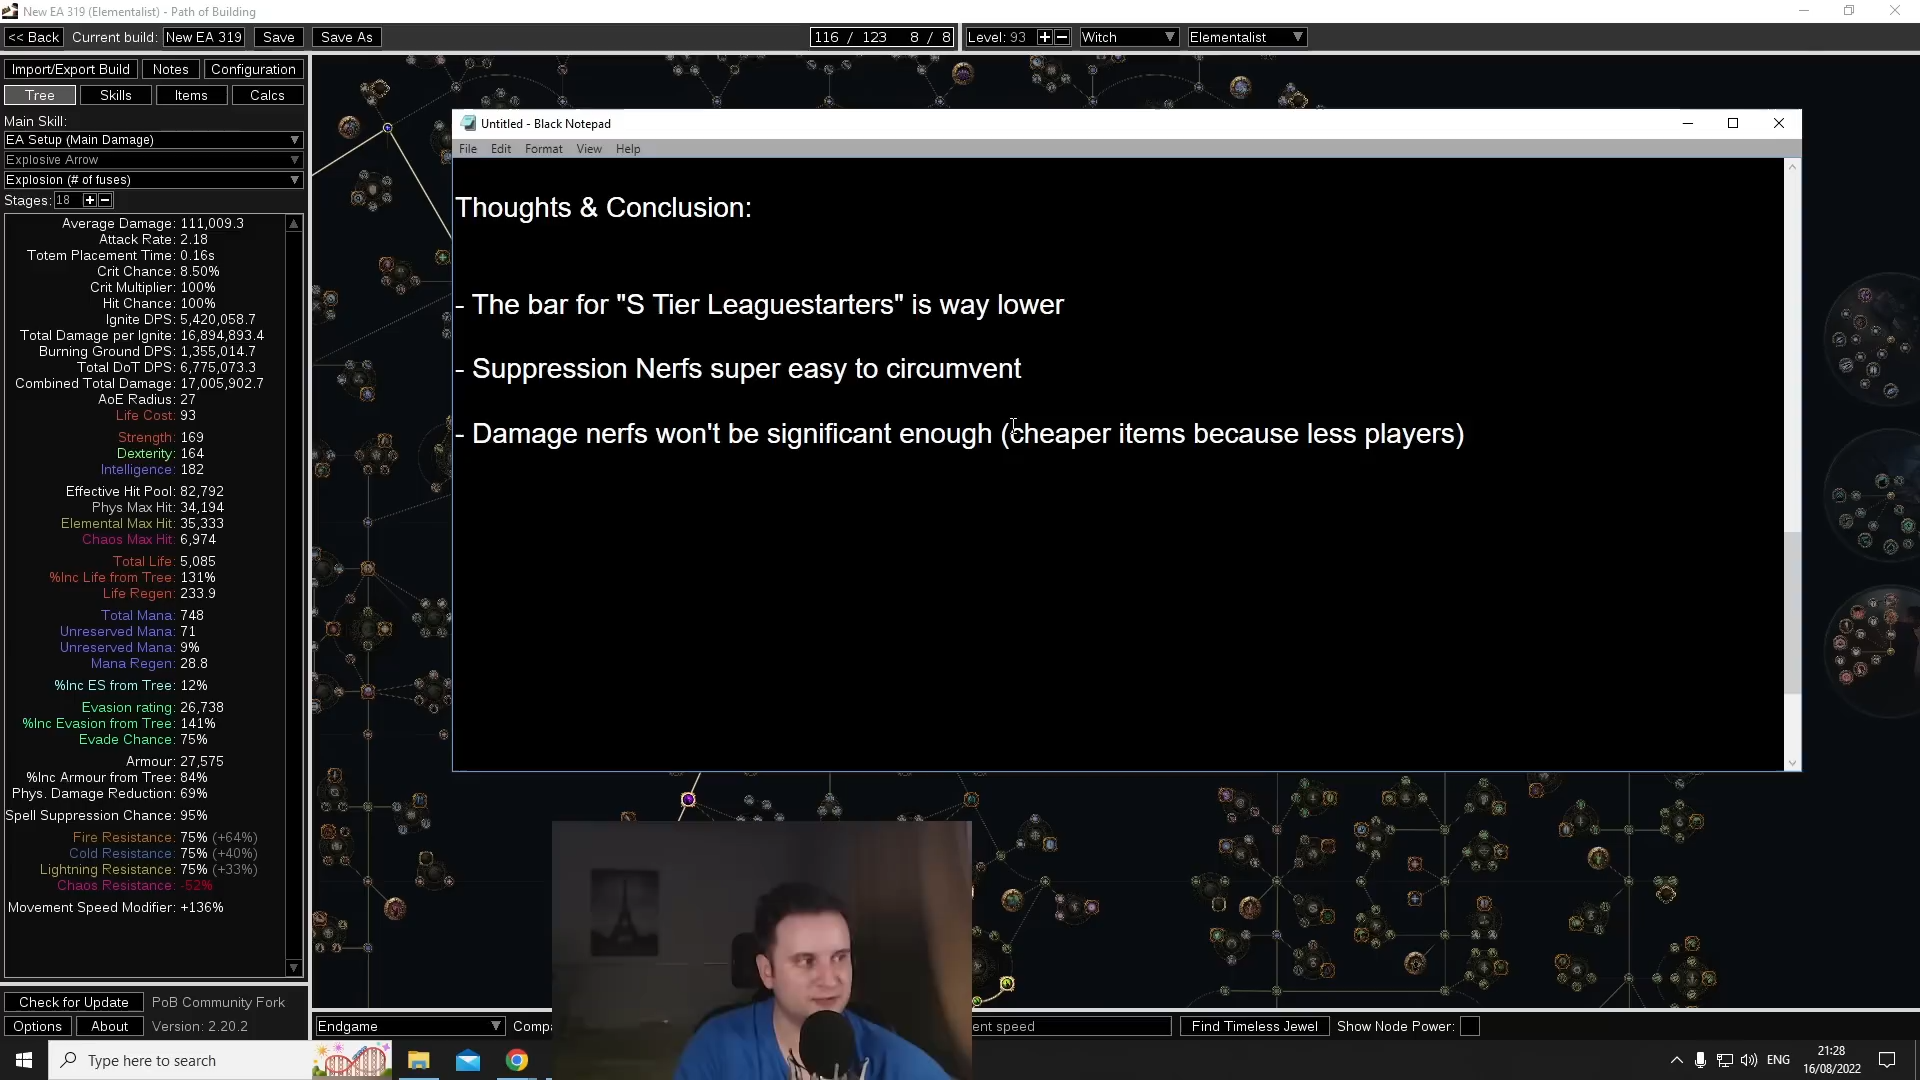 New EA 319 (Elementalist) - Path of Building
<< Back Current build: New EA 319 Save Save As 116 / 123 8 / 8 Level: 93 + - Witch Elementalist
Import/Export Build Notes Configuration
Tree Skills Items Calcs
Main Skill:
EA Setup (Main Damage)
Explosive Arrow
Explosion (# of fuses)
Stages: 18 + -
Average Damage: 111,009.3
Attack Rate: 2.18
Totem Placement Time: 0.16s
Crit Chance: 8.50%
Crit Multiplier: 100%
Hit Chance: 100%
Ignite DPS: 5,420,058.7
Total Damage per Ignite: 16,894,893.4
Burning Ground DPS: 1,355,014.7
Total DoT DPS: 6,775,073.3
Combined Total Damage: 17,005,902.7
AoE Radius: 27
Life Cost: 93
Strength: 169
Dexterity: 164
Intelligence: 182
Effective Hit Pool: 82,792
Phys Max Hit: 34,194
Elemental Max Hit: 35,333
Chaos Max Hit: 6,974
Total Life: 5,085
%Inc Life from Tree: 131%
Life Regen: 233.9
Total Mana: 748
Unreserved Mana: 71
Unreserved Mana: 9%
Mana Regen: 28.8
%Inc ES from Tree: 12%
Evasion rating: 26,738
%Inc Evasion from Tree: 141%
Evade Chance: 75%
Armour: 27,575
%Inc Armour from Tree: 84%
Phys. Damage Reduction: 69%
Spell Suppression Chance: 95%
Fire Resistance: 75% (+64%)
Cold Resistance: 75% (+40%)
Lightning Resistance: 75% (+33%)
Chaos Resistance: -52%
Movement Speed Modifier: +136%
Check for Update PoB Community Fork
Options About Version: 2.20.2
Untitled - Black Notepad
File Edit Format View Help
Thoughts & Conclusion:
- The bar for "S Tier Leaguestarters" is way lower
- Suppression Nerfs super easy to circumvent
- Damage nerfs won't be significant enough (cheaper items because less players)
Endgame Compa ent speed Find Timeless Jewel Show Node Power:
Type here to search ENG 21:28
16/08/2022